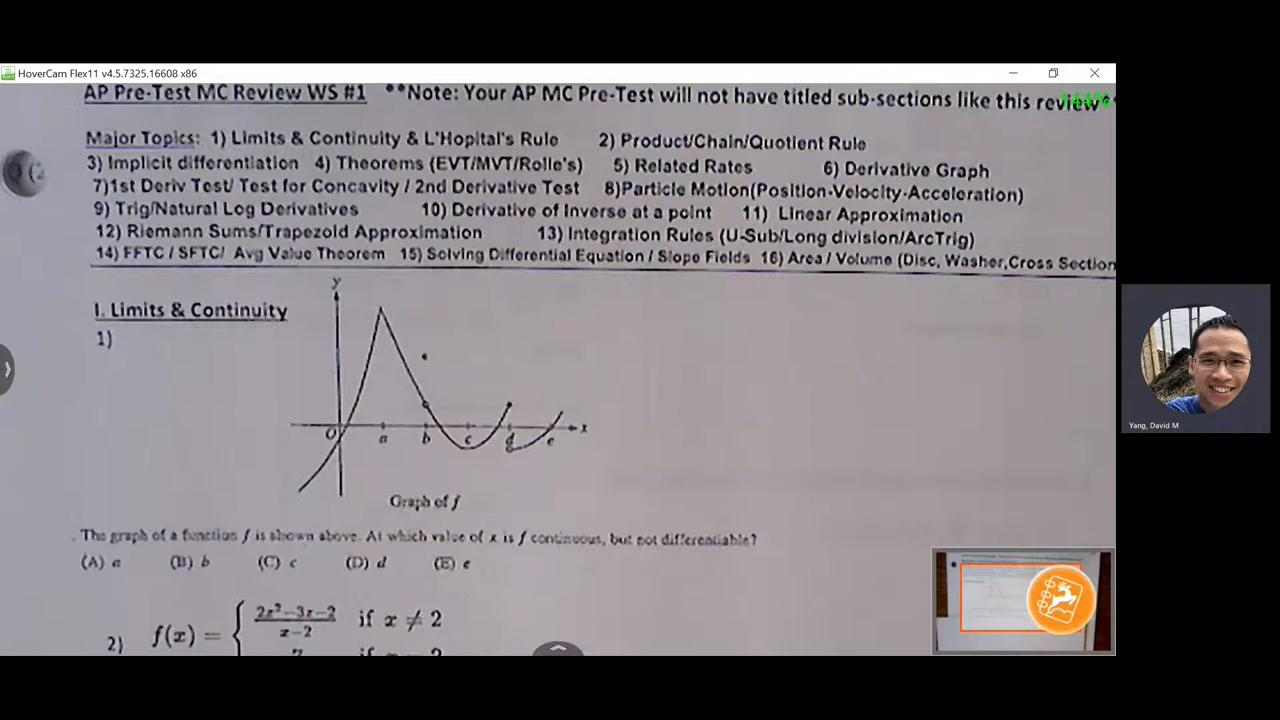 HoverCam Flex11 v4.5.7325.16608 x86
AP Pre-Test MC Review WS #1 **Note: Your AP MC Pre-Test will not have titled sub-sections like this review*
144%
Major Topics: 1) Limits & Continuity & L'Hopital's Rule 2) Product/Chain/Quotient Rule
3) Implicit differentiation 4) Theorems (EVT/MVT/Rolle's) 5) Related Rates 6) Derivative Graph
7)1st Deriv Test/ Test for Concavity / 2nd Derivative Test 8)Particle Motion(Position-Velocity-Acceleration)
9) Trig/Natural Log Derivatives 10) Derivative of Inverse at a point 11) Linear Approximation
12) Riemann Sums/Trapezoid Approximation 13) Integration Rules (U-Sub/Long division/ArcTrig)
14) FFTC / SFTC/ Avg Value Theorem 15) Solving Differential Equation / Slope Fields 16) Area / Volume (Disc, Washer,Cross Section
I. Limits & Continuity
1)
y
O a b c d e x
Graph of f
The graph of a function f is shown above. At which value of x is f continuous, but not differentiable?
(A) a (B) b (C) c (D) d (E) e
2) f(x) = { 2x²-3x-2 / x-2 if x ≠ 2
Yang, David M